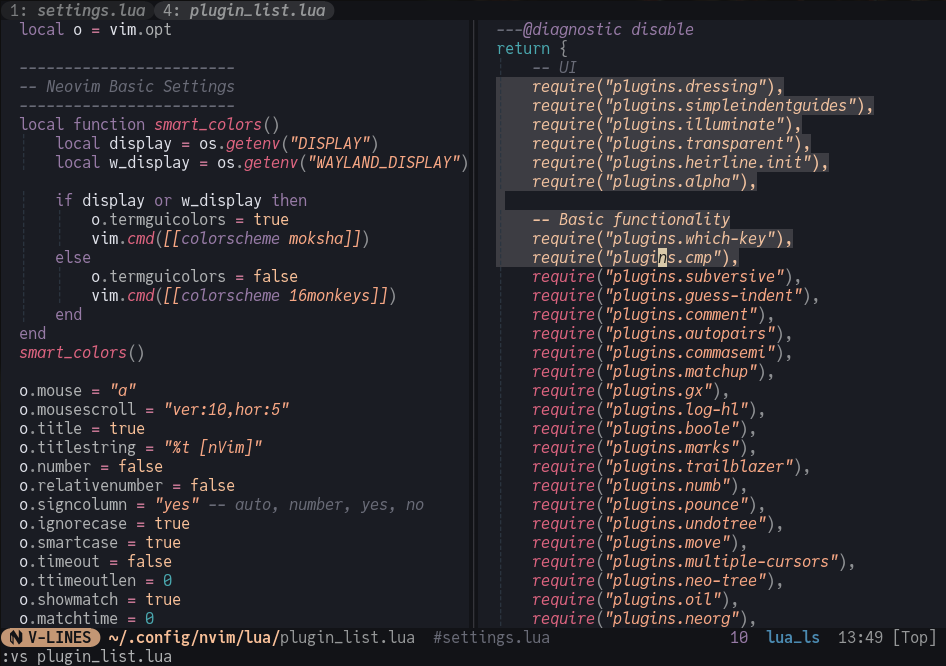 1: settings.lua 4: plugin_list.lua
local o = vim.opt

------------------------
-- Neovim Basic Settings
------------------------
local function smart_colors()
    local display = os.getenv("DISPLAY")
    local w_display = os.getenv("WAYLAND_DISPLAY")

    if display or w_display then
        o.termguicolors = true
        vim.cmd([[colorscheme moksha]])
    else
        o.termguicolors = false
        vim.cmd([[colorscheme 16monkeys]])
    end
end
smart_colors()

o.mouse = "a"
o.mousescroll = "ver:10,hor:5"
o.title = true
o.titlestring = "%t [nVim]"
o.number = false
o.relativenumber = false
o.signcolumn = "yes" -- auto, number, yes, no
o.ignorecase = true
o.smartcase = true
o.timeout = false
o.ttimeoutlen = 0
o.showmatch = true
o.matchtime = 0
---@diagnostic disable
return {
    -- UI
    require("plugins.dressing"),
    require("plugins.simpleindentguides"),
    require("plugins.illuminate"),
    require("plugins.transparent"),
    require("plugins.heirline.init"),
    require("plugins.alpha"),

    -- Basic functionality
    require("plugins.which-key"),
    require("plugins.cmp"),
    require("plugins.subversive"),
    require("plugins.guess-indent"),
    require("plugins.comment"),
    require("plugins.autopairs"),
    require("plugins.commasemi"),
    require("plugins.matchup"),
    require("plugins.gx"),
    require("plugins.log-hl"),
    require("plugins.boole"),
    require("plugins.marks"),
    require("plugins.trailblazer"),
    require("plugins.numb"),
    require("plugins.pounce"),
    require("plugins.undotree"),
    require("plugins.move"),
    require("plugins.multiple-cursors"),
    require("plugins.neo-tree"),
    require("plugins.oil"),
    require("plugins.neorg"),
V-LINES ~/.config/nvim/lua/plugin_list.lua #settings.lua 10 lua_ls 13:49 [Top]
:vs plugin_list.lua